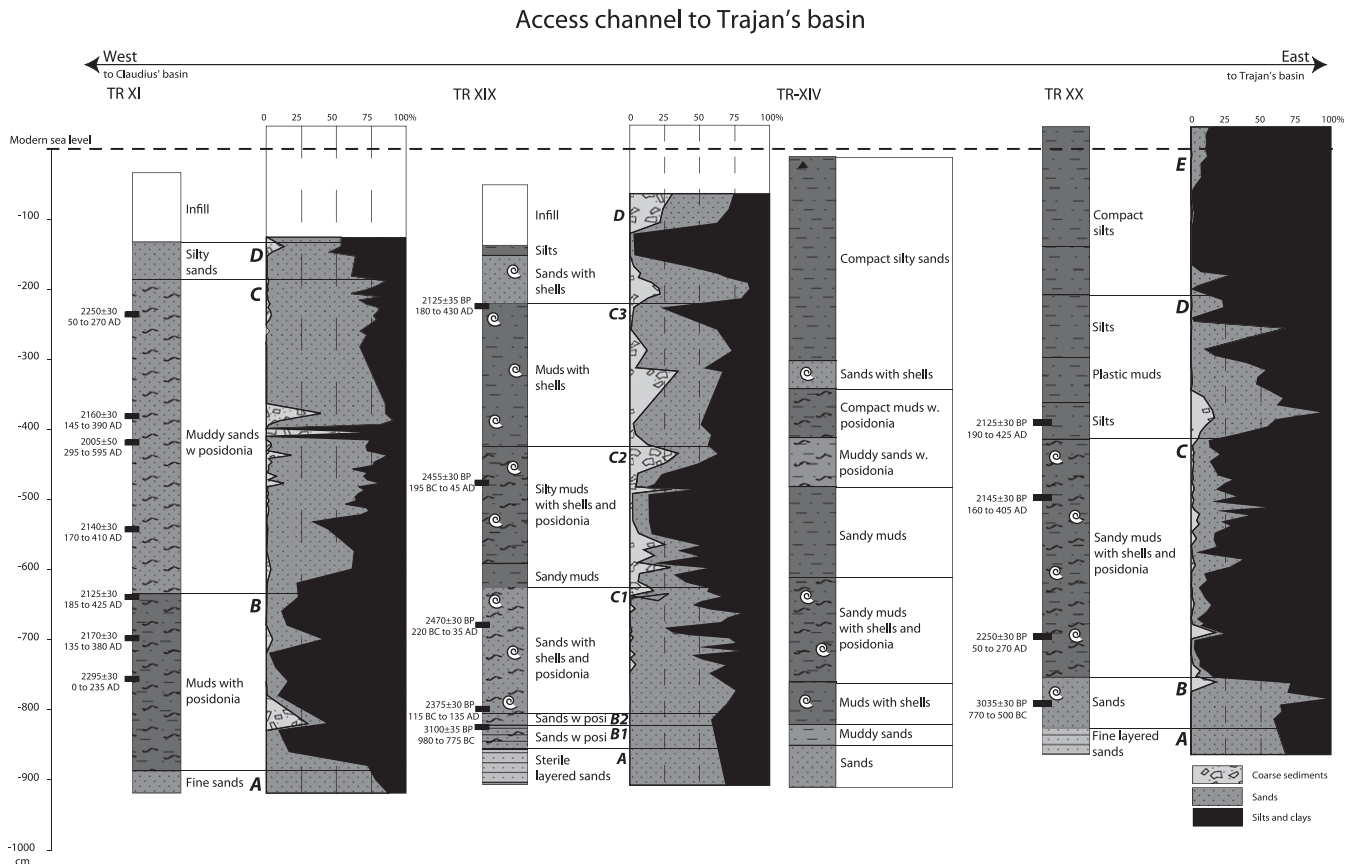 Access channel to Trajan's basin
West
to Claudius' basin
East
to Trajan's basin
TR XI
TR XIX
TR-XIV
TR XX
0 25 50 75 100%
0 25 50 75 100%
0 25 50 75 100%
Modern sea level
-100
-200
-300
-400
-500
-600
-700
-800
-900
-1000
cm
2250±30
50 to 270 AD
2160±30
145 to 390 AD
2005±50
295 to 595 AD
2140±30
170 to 410 AD
2125±30
185 to 425 AD
2170±30
135 to 380 AD
2295±30
0 to 235 AD
Infill
Silty
sands
Muddy sands
w posidonia
Muds with
posidonia
Fine sands
D
C
B
A
2125±35 BP
180 to 430 AD
2455±30 BP
195 BC to 45 AD
2470±30 BP
220 BC to 35 AD
2375±30 BP
115 BC to 135 AD
3100±35 BP
980 to 775 BC
Infill
Silts
Sands with
shells
Muds with
shells
Silty muds
with shells and
posidonia
Sandy muds
Sands with
shells and
posidonia
Sands w posi
Sands w posi
Sterile
layered sands
D
C3
C2
C1
B2
B1
A
Compact silty sands
Sands with shells
Compact muds w.
posidonia
Muddy sands w.
posidonia
Sandy muds
Sandy muds
with shells and
posidonia
Muds with shells
Muddy sands
Sands
2125±30 BP
190 to 425 AD
2145±30 BP
160 to 405 AD
2250±30 BP
50 to 270 AD
3035±30 BP
770 to 500 BC
Compact
silts
Silts
Plastic muds
Silts
Sandy muds
with shells and
posidonia
Sands
Fine layered
sands
E
D
C
B
A
Coarse sediments
Sands
Silts and clays